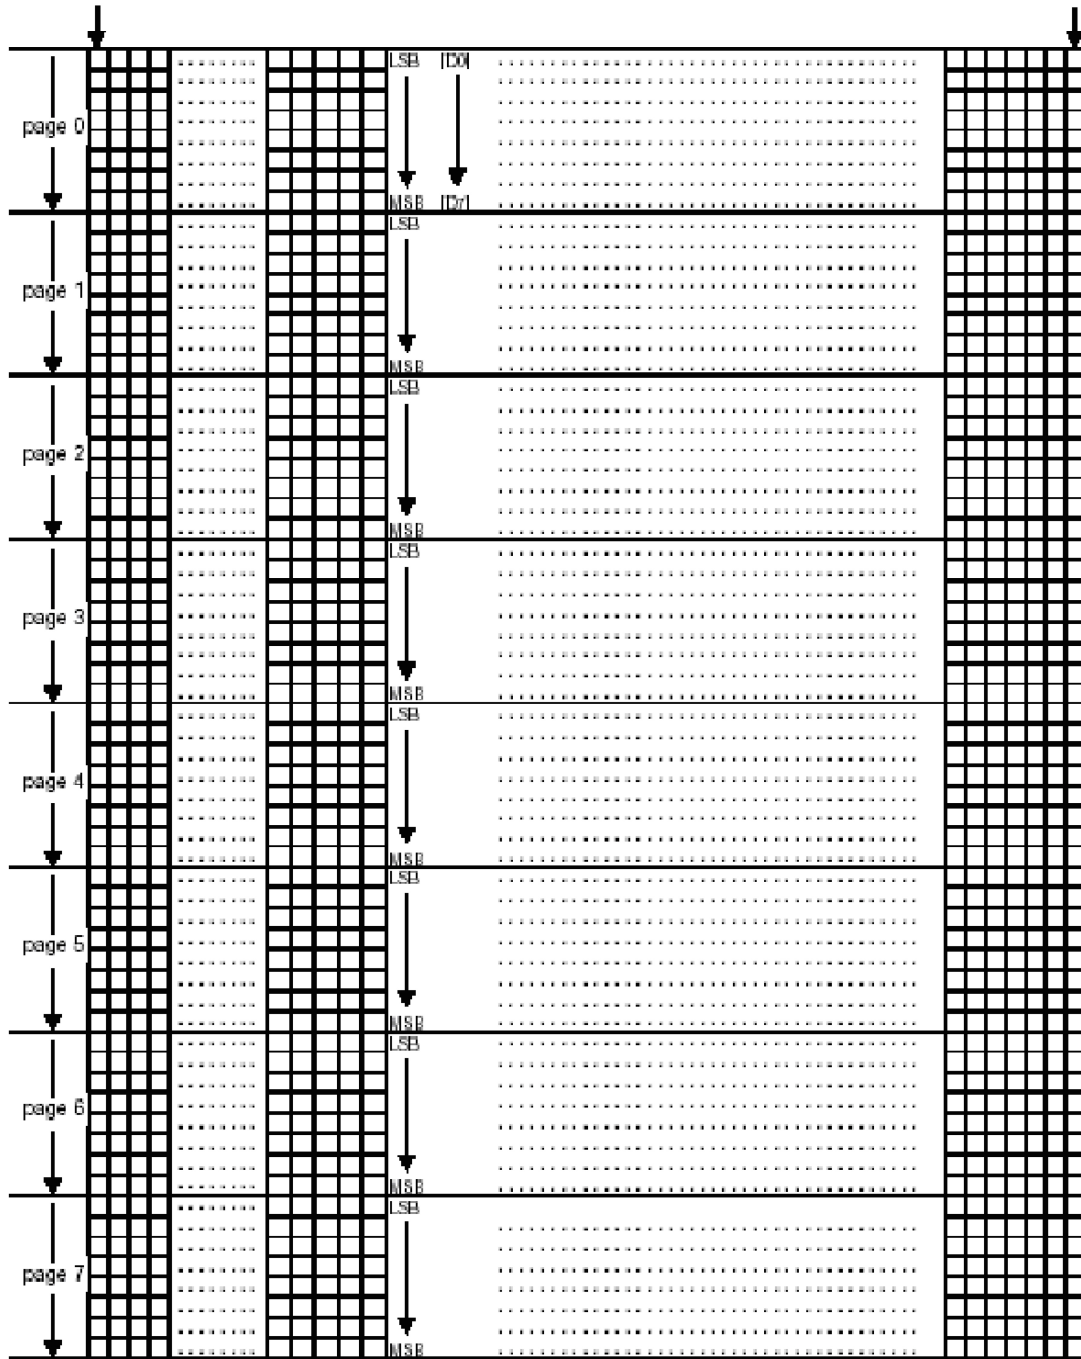 LSB [D0]
page 0
MSB [D7]
LSB
page 1
MSB
LSB
page 2
MSB
LSB
page 3
MSB
LSB
page 4
MSB
LSB
page 5
MSB
LSB
page 6
MSB
LSB
page 7
MSB